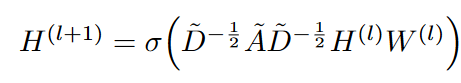 H^{(l+1)} = σ(D̃^{-1/2} Ã D̃^{-1/2} H^{(l)} W^{(l)})